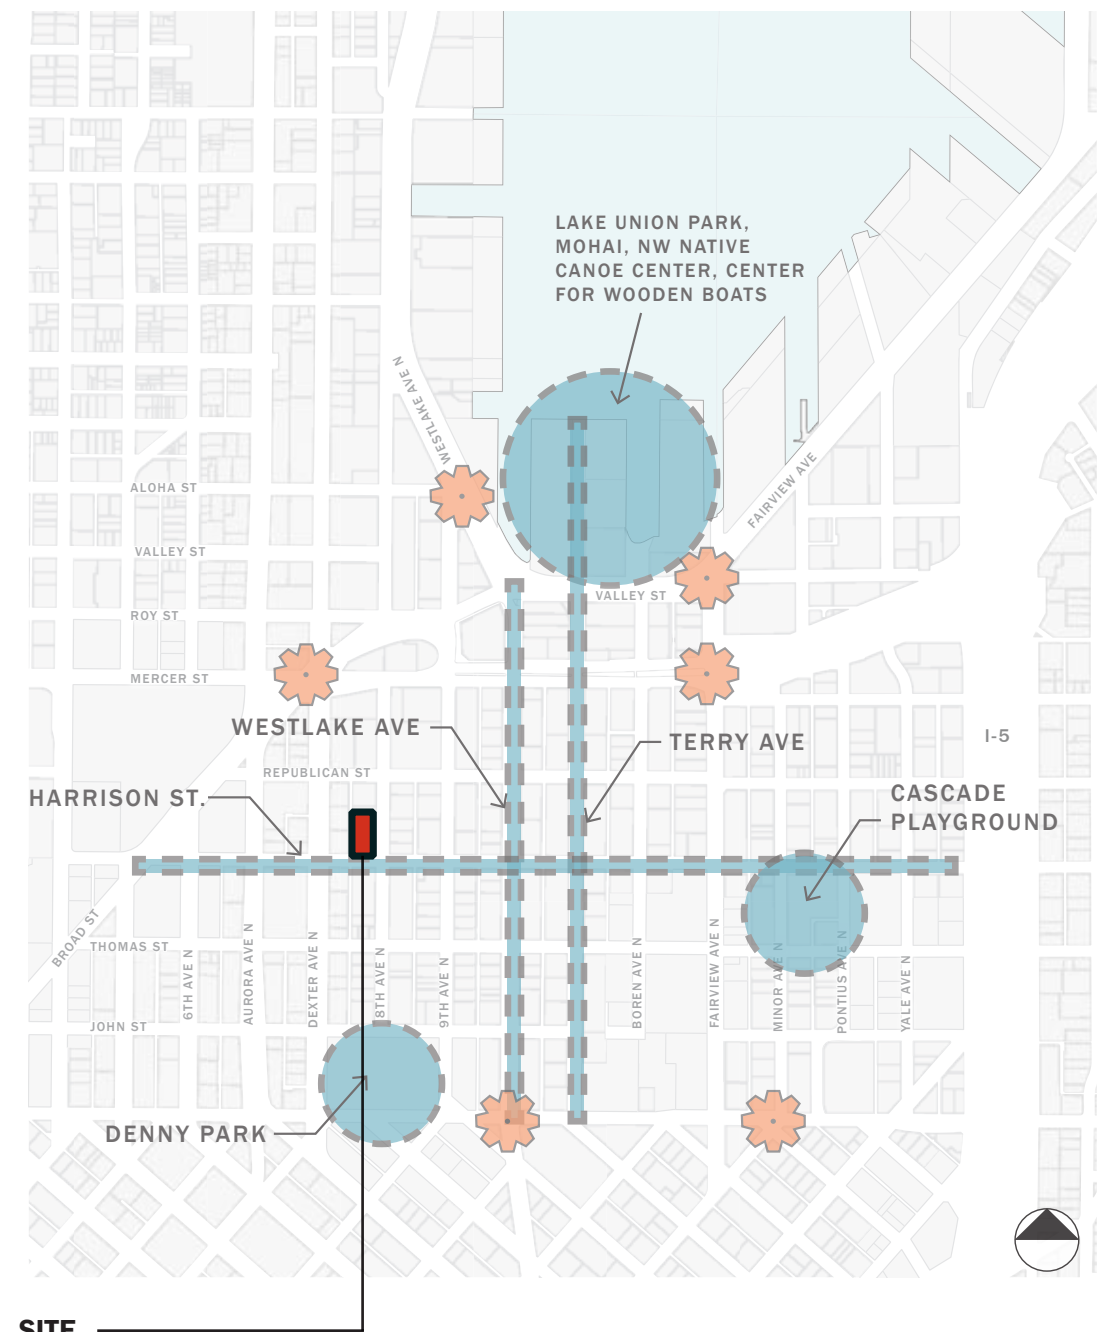 LAKE UNION PARK,
MOHAI, NW NATIVE
CANOE CENTER, CENTER
FOR WOODEN BOATS
WESTLAKE AVE N
FAIRVIEW AVE
ALOHA ST
VALLEY ST
VALLEY ST
ROY ST
MERCER ST
WESTLAKE AVE
TERRY AVE
I-5
REPUBLICAN ST
HARRISON ST.
CASCADE
PLAYGROUND
BROAD ST
THOMAS ST
6TH AVE N
AURORA AVE N
DEXTER AVE N
8TH AVE N
9TH AVE N
BOREN AVE N
FAIRVIEW AVE N
MINOR AVE N
PONTIUS AVE N
YALE AVE N
JOHN ST
DENNY PARK
SITE